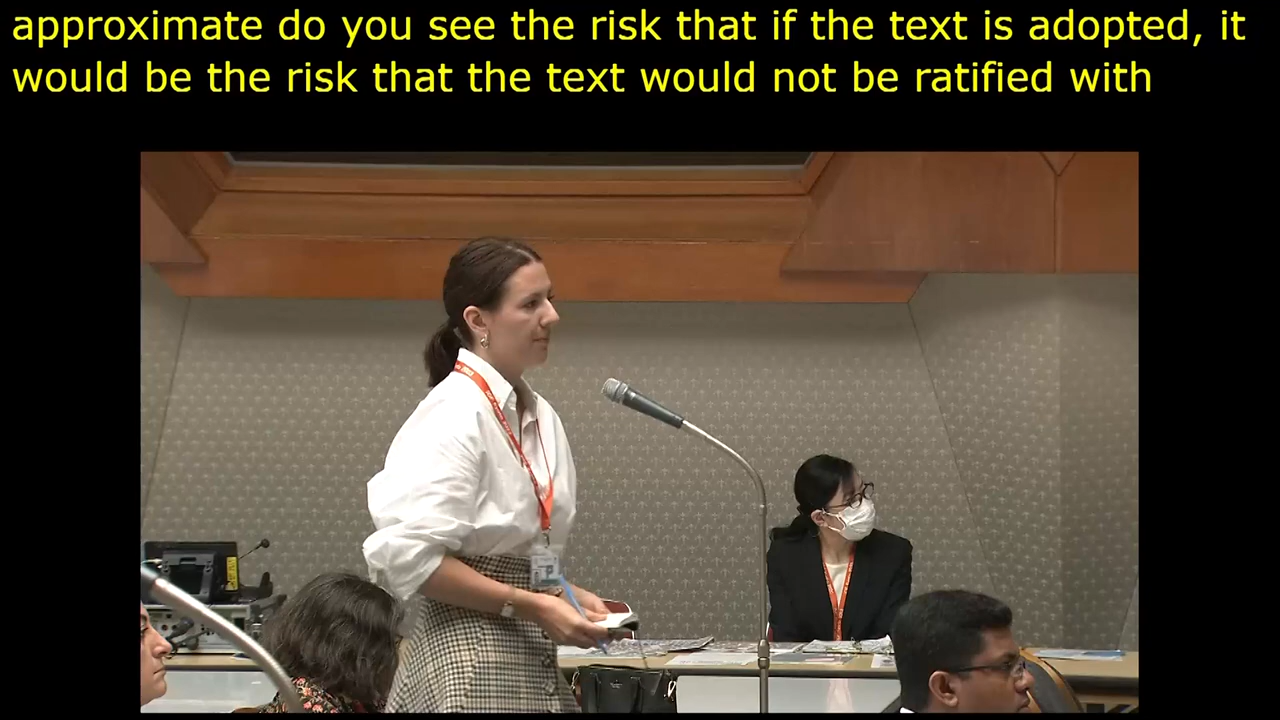 approximate do you see the risk that if the text is adopted, it
would be the risk that the text would not be ratified with